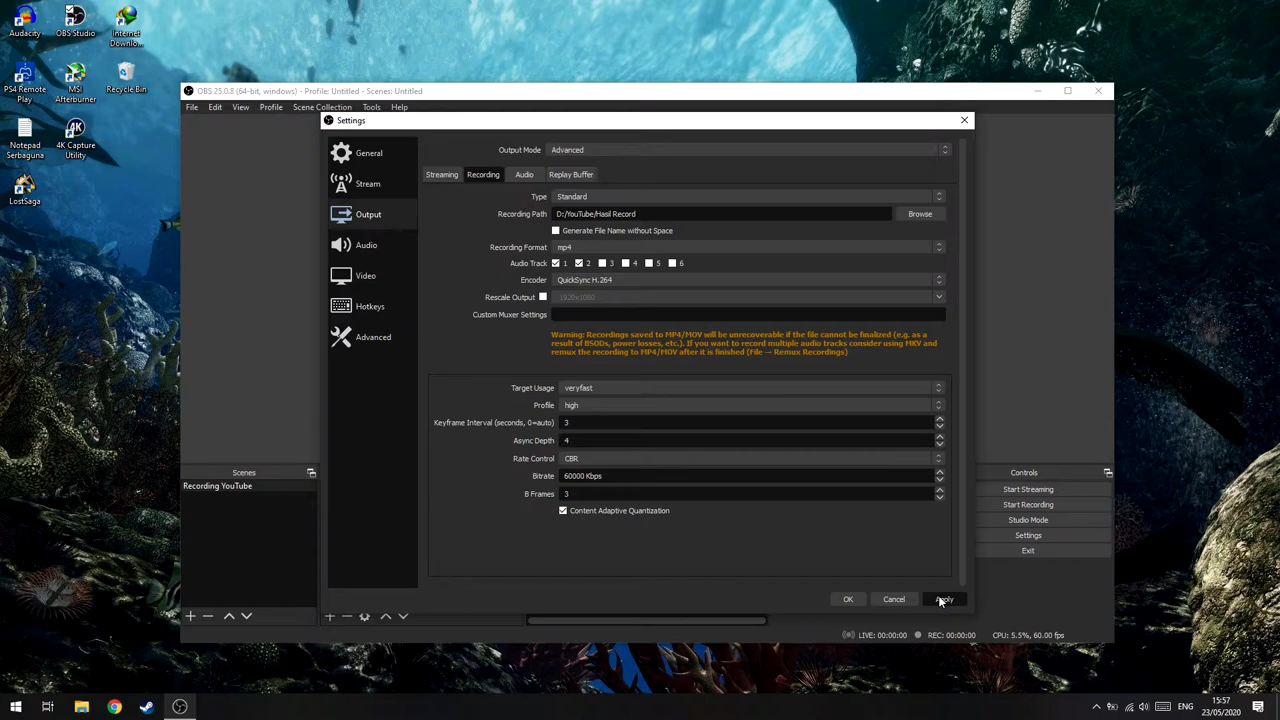 Audacity
OBS Studio
Internet
Downlo...
PS4 Remote
Play
MSI
Afterburner
Recycle Bin
Notepad
Serbaguna
4K Capture
Utility
LostSaga
OBS 25.0.8 (64-bit, windows) - Profile: Untitled - Scenes: Untitled
File Edit View Profile Scene Collection Tools Help
Settings
General
Stream
Output
Audio
Video
Hotkeys
Advanced
Output Mode Advanced
Streaming Recording Audio Replay Buffer
Type Standard
Recording Path D:/YouTube/Hasil Record Browse
Generate File Name without Space
Recording Format mp4
Audio Track 1 2 3 4 5 6
Encoder QuickSync H.264
Rescale Output 1920x1080
Custom Muxer Settings
Warning: Recordings saved to MP4/MOV will be unrecoverable if the file cannot be finalized (e.g. as a
result of BSODs, power losses, etc.). If you want to record multiple audio tracks consider using MKV and
remux the recording to MP4/MOV after it is finished (File → Remux Recordings)
Target Usage veryfast
Profile high
Keyframe Interval (seconds, 0=auto) 3
Async Depth 4
Rate Control CBR
Bitrate 60000 Kbps
B Frames 3
Content Adaptive Quantization
OK Cancel Apply
Scenes
Recording YouTube
Controls
Start Streaming
Start Recording
Studio Mode
Settings
Exit
LIVE: 00:00:00 REC: 00:00:00 CPU: 5.5%, 60.00 fps
ENG
15:57
23/05/2020